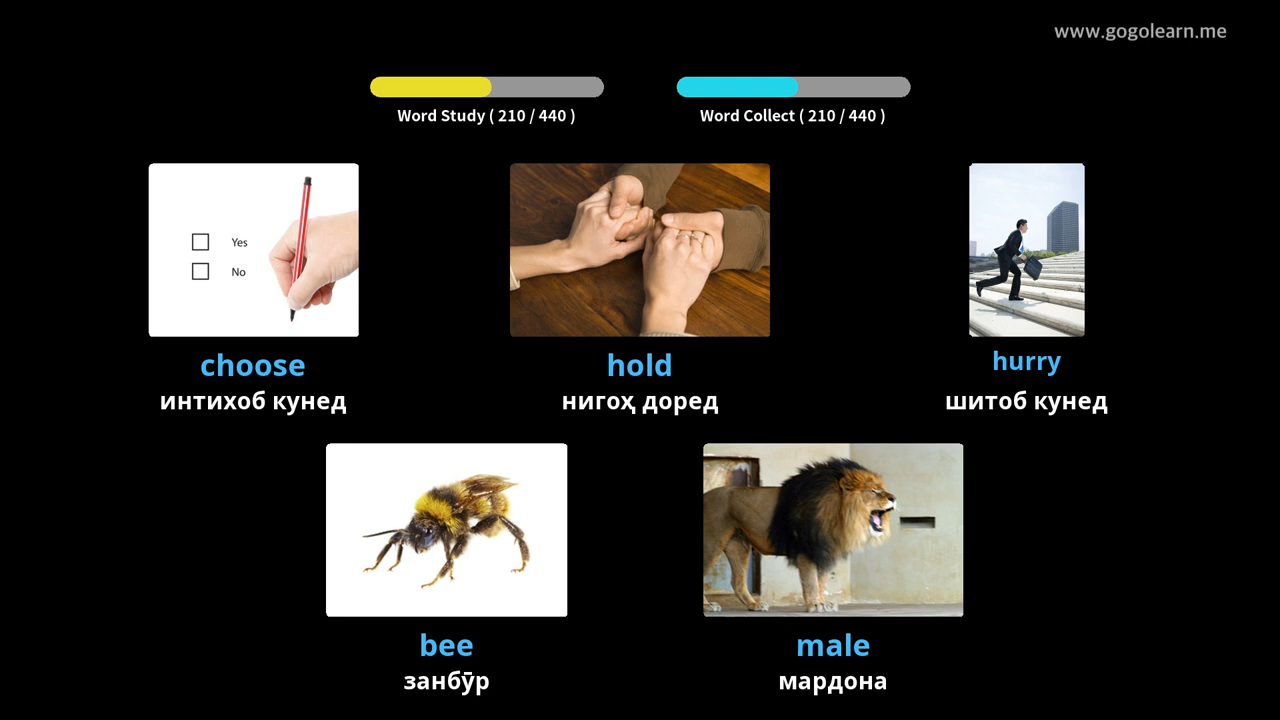 www.gogolearn.me
Word Study ( 210 / 440 )
Word Collect ( 210 / 440 )
Yes
No
choose
интихоб кунед
hold
нигоҳ доред
hurry
шитоб кунед
bee
занбӯр
male
мардона